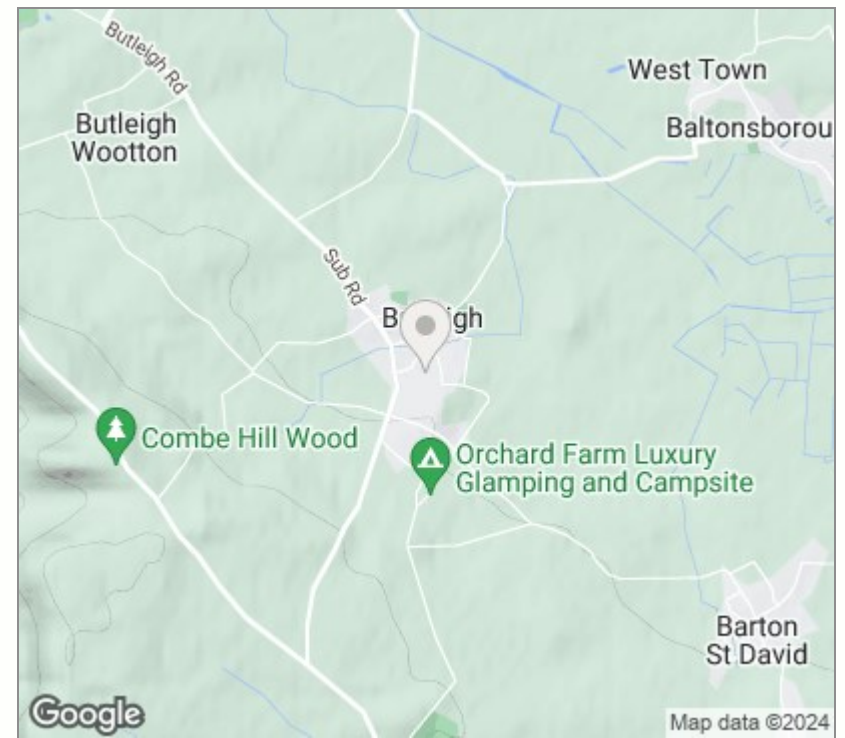 Butleigh Rd
West Town
Butleigh
Wootton
Baltonsborou
Sub Rd
B igh
Combe Hill Wood
Orchard Farm Luxury
Glamping and Campsite
Barton
St David
Google
Map data ©2024